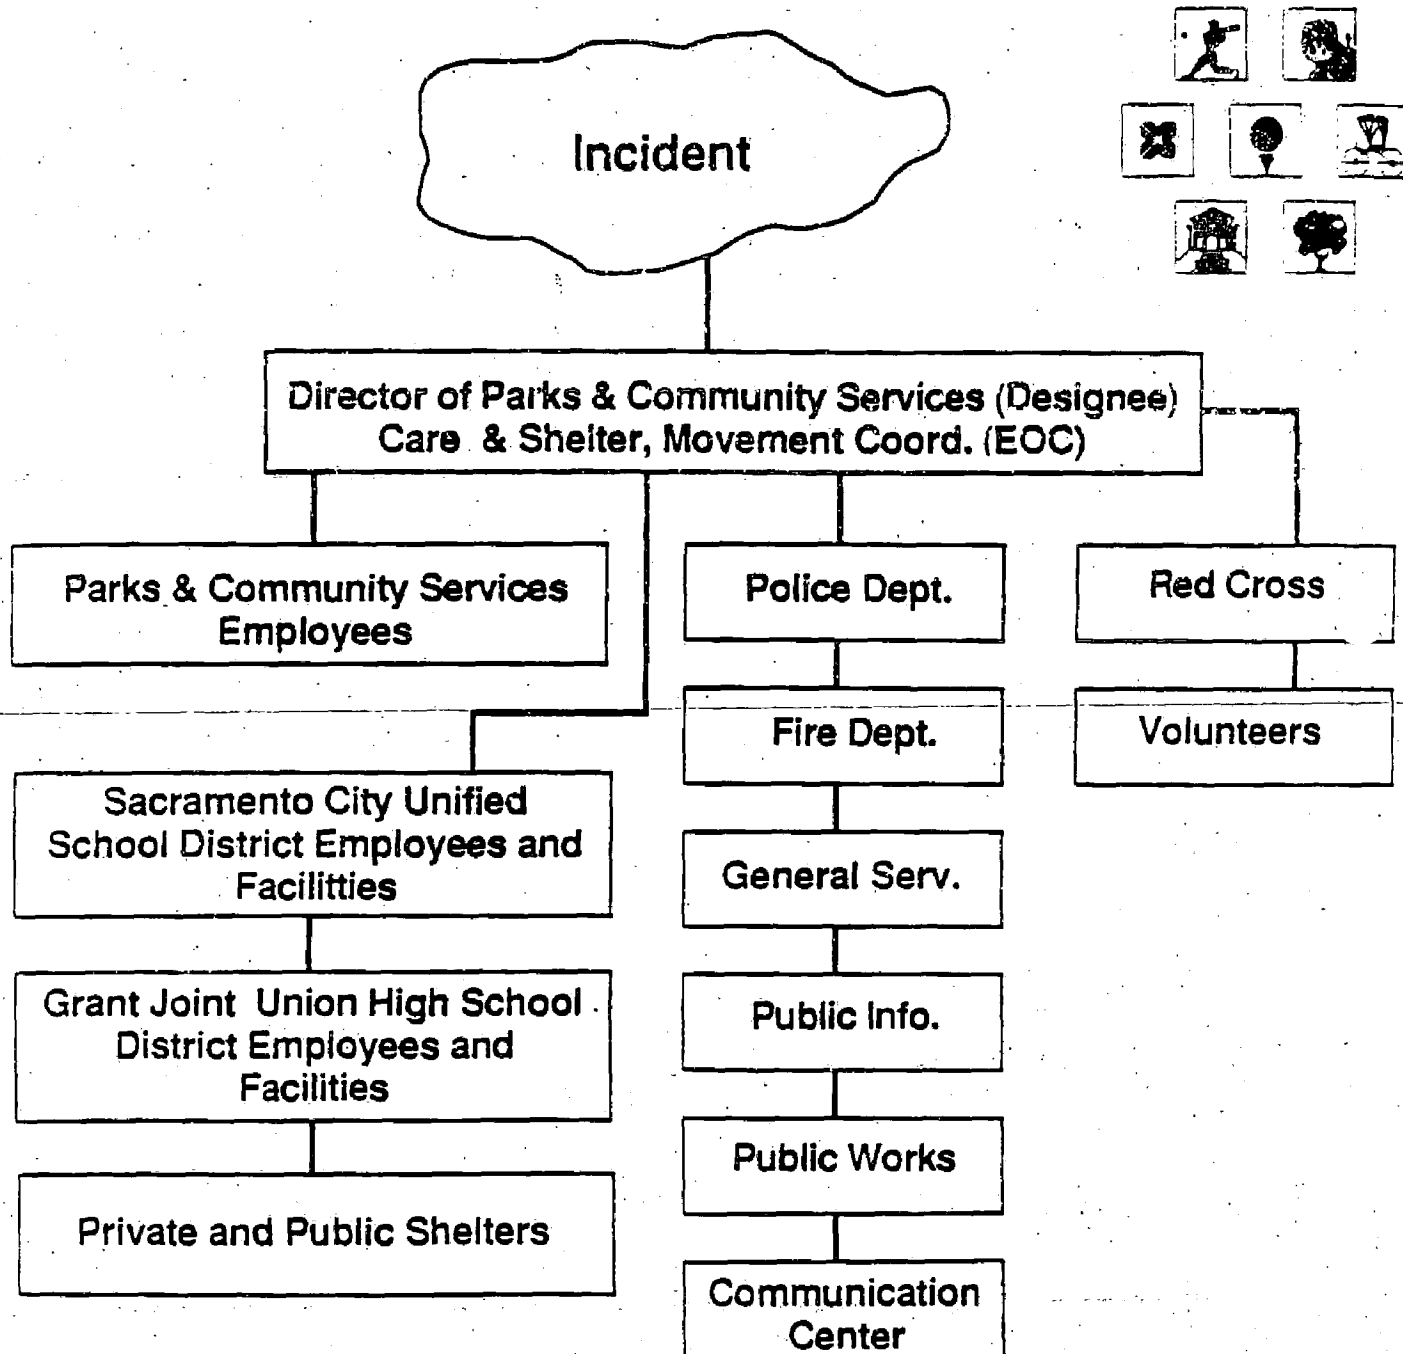 Incident
Director of Parks & Community Services (Designee)
Care & Shelter, Movement Coord. (EOC)
Parks & Community Services
Employees
Police Dept.
Red Cross
Fire Dept.
Volunteers
Sacramento City Unified
School District Employees and
Facilitties
General Serv.
Grant Joint Union High School
District Employees and
Facilities
Public Info.
Public Works
Private and Public Shelters
Communication
Center